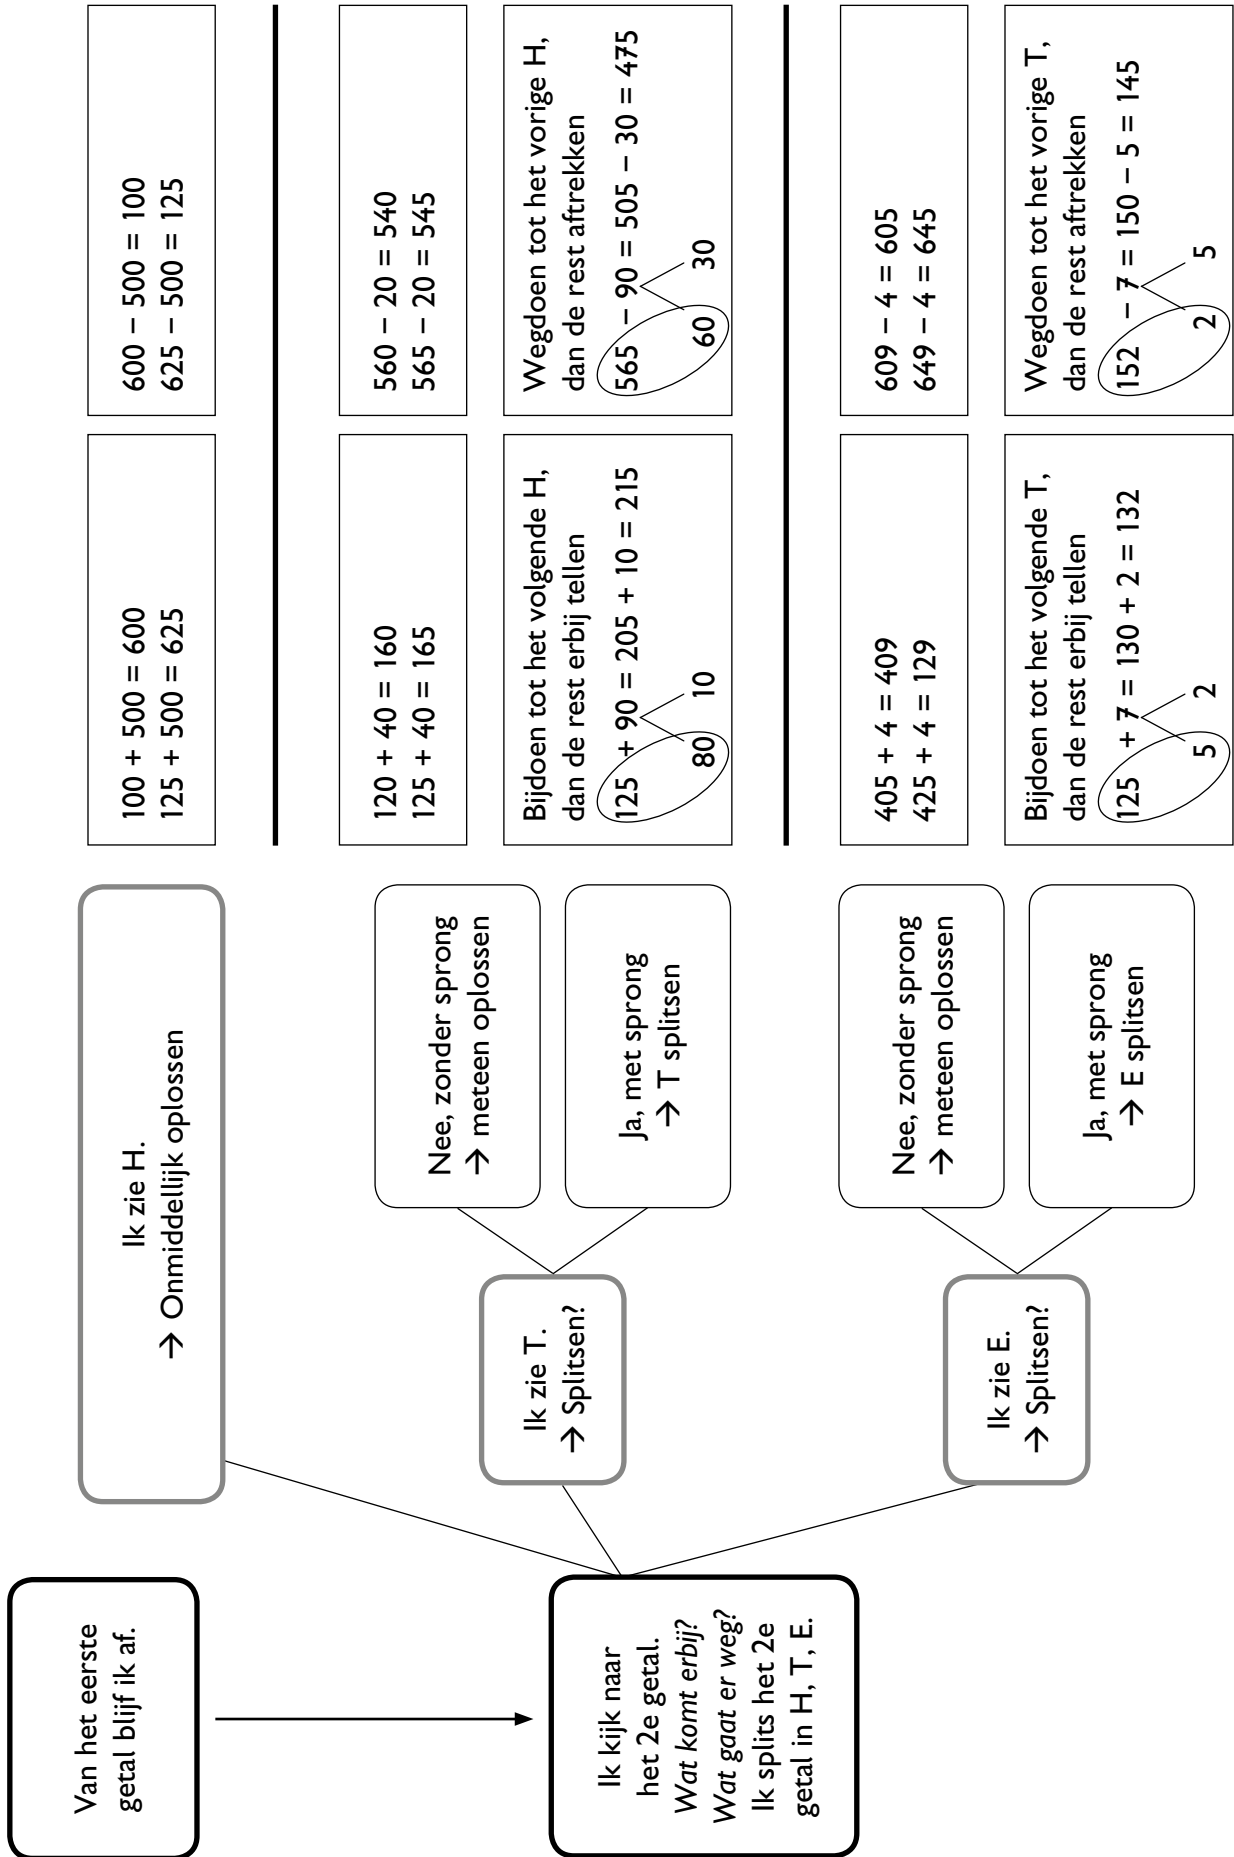 Van het eerste
getal blijf ik af.
Ik kijk naar
het 2e getal.
Wat komt erbij?
Wat gaat er weg?
Ik splits het 2e
getal in H, T, E.
Ik zie H.
→ Onmiddellijk oplossen
100 + 500 = 600
125 + 500 = 625
600 – 500 = 100
625 – 500 = 125
Ik zie T.
→ Splitsen?
Nee, zonder sprong
→ meteen oplossen
120 + 40 = 160
125 + 40 = 165
560 – 20 = 540
565 – 20 = 545
Ja, met sprong
→ T splitsen
Bijdoen tot het volgende H,
dan de rest erbij tellen
125 + 90 = 205 + 10 = 215
80 10
Wegdoen tot het vorige H,
dan de rest aftrekken
565 – 90 = 505 – 30 = 475
60 30
Ik zie E.
→ Splitsen?
Nee, zonder sprong
→ meteen oplossen
405 + 4 = 409
425 + 4 = 129
609 – 4 = 605
649 – 4 = 645
Ja, met sprong
→ E splitsen
Bijdoen tot het volgende T,
dan de rest erbij tellen
125 + 7 = 130 + 2 = 132
5 2
Wegdoen tot het vorige T,
dan de rest aftrekken
152 – 7 = 150 – 5 = 145
2 5